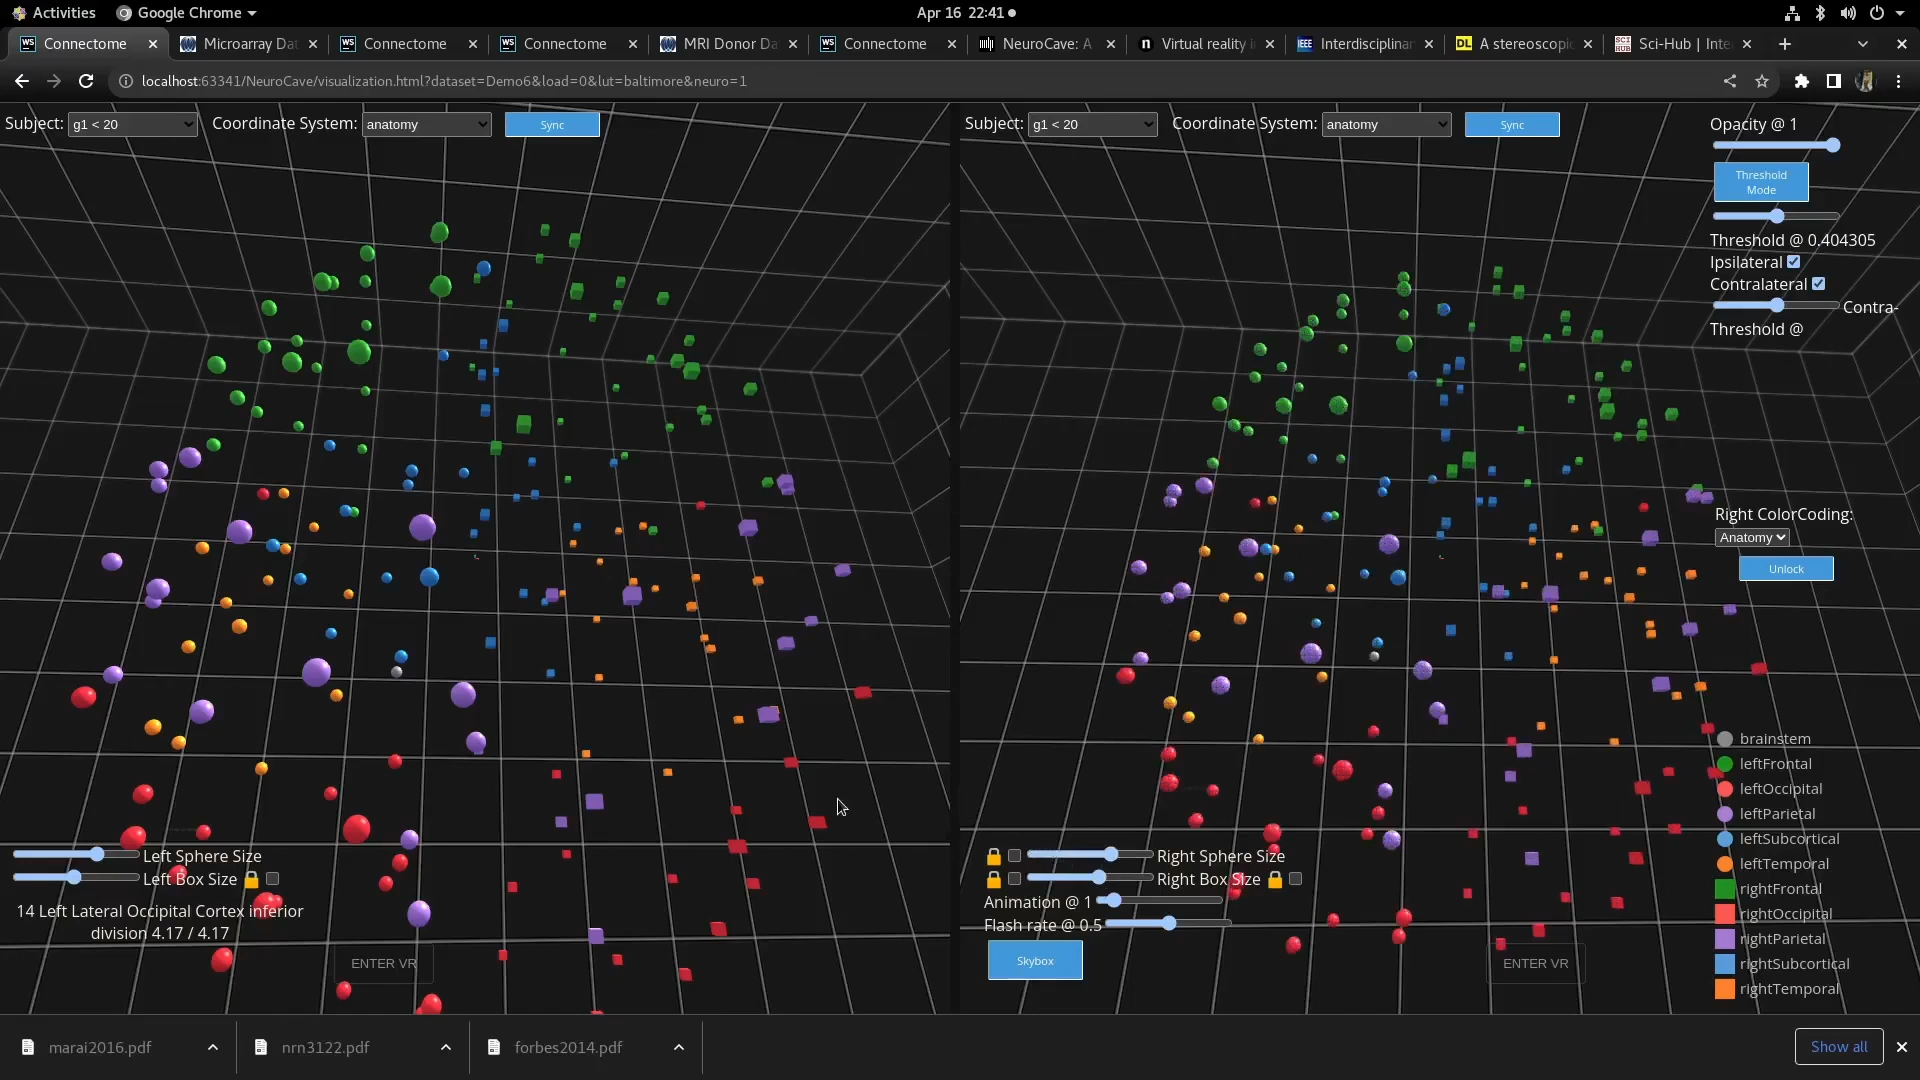 Activities Google Chrome Apr 16 22:41
Connectome Microarray Dat Connectome Connectome MRI Donor Da Connectome NeuroCave: A Virtual reality i Interdisciplinar A stereoscopic Sci-Hub | Inte
localhost:63341/NeuroCave/visualization.html?dataset=Demo6&load=0&lut=baltimore&neuro=1
Subject: g1 < 20 Coordinate System: anatomy Sync
Subject: g1 < 20 Coordinate System: anatomy Sync
Opacity @ 1
Threshold
Mode
Threshold @ 0.404305
Ipsilateral
Contralateral
Contra-
Threshold @
Right ColorCoding:
Anatomy
Unlock
brainstem
leftFrontal
leftOccipital
leftParietal
leftSubcortical
leftTemporal
rightFrontal
rightOccipital
rightParietal
rightSubcortical
rightTemporal
Left Sphere Size
Left Box Size
14 Left Lateral Occipital Cortex inferior
division 4.17 / 4.17
ENTER VR
Right Sphere Size
Right Box Size
Animation @ 1
Flash rate @ 0.5
Skybox
ENTER VR
marai2016.pdf nrn3122.pdf forbes2014.pdf Show all